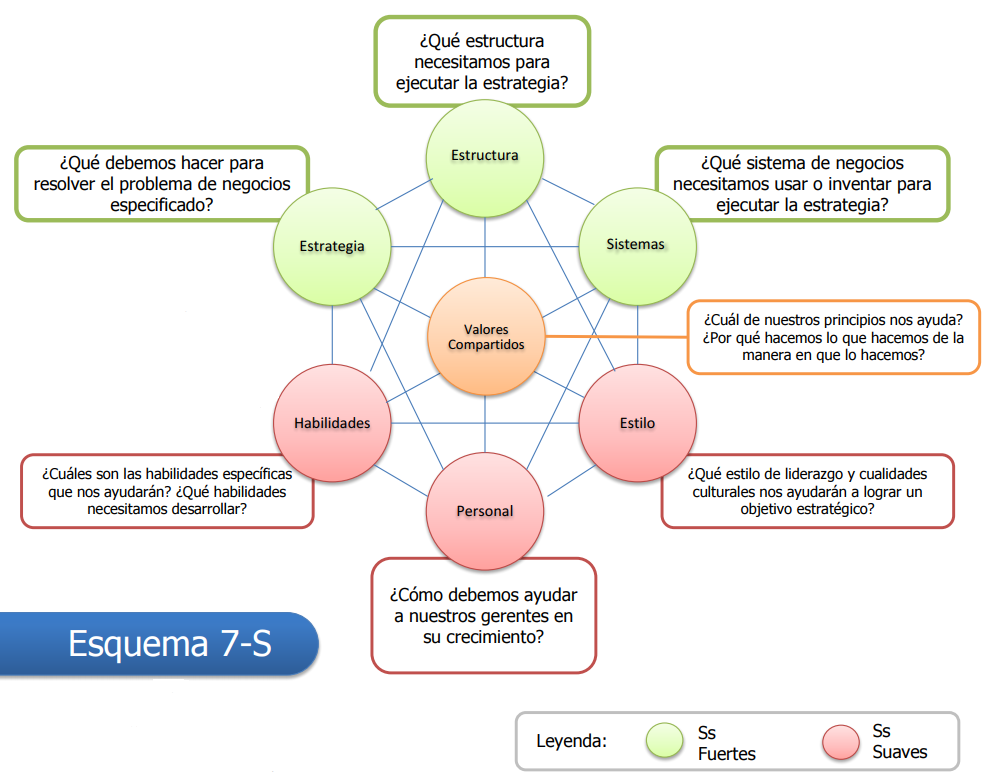 ¿Qué estructura
necesitamos para
ejecutar la estrategia?
Estructura
¿Qué debemos hacer para
resolver el problema de negocios
especificado?
Estrategia
¿Qué sistema de negocios
necesitamos usar o inventar para
ejecutar la estrategia?
Sistemas
Valores
Compartidos
¿Cuál de nuestros principios nos ayuda?
¿Por qué hacemos lo que hacemos de la
manera en que lo hacemos?
Habilidades
¿Cuáles son las habilidades específicas
que nos ayudarán? ¿Qué habilidades
necesitamos desarrollar?
Estilo
¿Qué estilo de liderazgo y cualidades
culturales nos ayudarán a lograr un
objetivo estratégico?
Personal
¿Cómo debemos ayudar
a nuestros gerentes en
su crecimiento?
Esquema 7-S
Leyenda:
Ss
Fuertes
Ss
Suaves